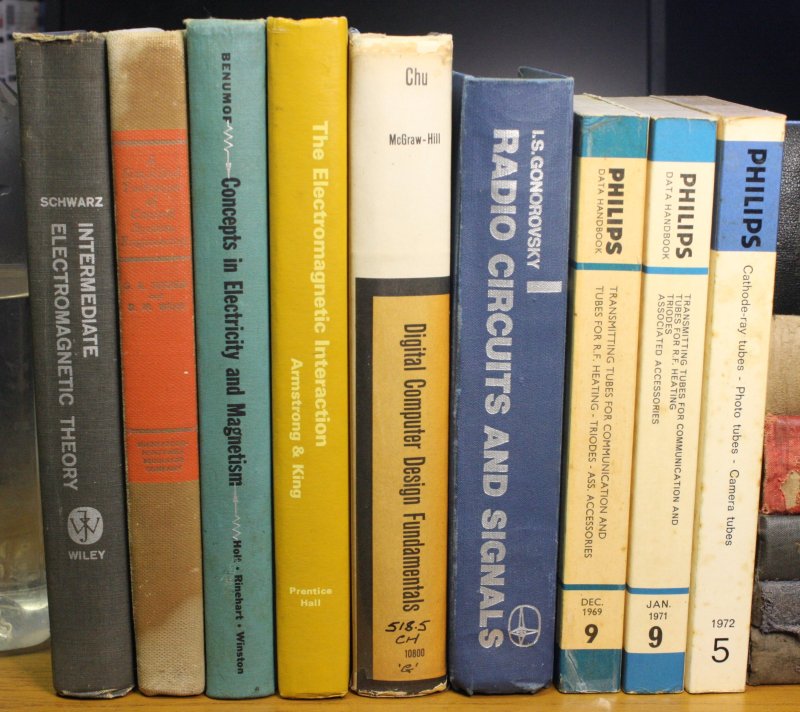 SCHWARZ
INTERMEDIATE
ELECTROMAGNETIC THEORY
WILEY
BENUMOF
Concepts in Electricity and Magnetism
Holt · Rinehart · Winston
The Electromagnetic Interaction
Armstrong & King
Prentice
Hall
Chu
McGraw-Hill
Digital Computer Design Fundamentals
518.5
CH
10800
'G'
I.S.GONOROVSKY
RADIO CIRCUITS AND SIGNALS
PHILIPS
DATA HANDBOOK
TRANSMITTING TUBES FOR COMMUNICATION AND
TUBES FOR R.F. HEATING - TRIODES - ASS. ACCESSORIES
DEC.
1969
9
PHILIPS
DATA HANDBOOK
TRANSMITTING TUBES FOR COMMUNICATION AND
TUBES FOR R.F. HEATING
TRIODES
ASSOCIATED ACCESSORIES
JAN.
1971
9
PHILIPS
Cathode-ray tubes - Photo tubes - Camera tubes
1972
5